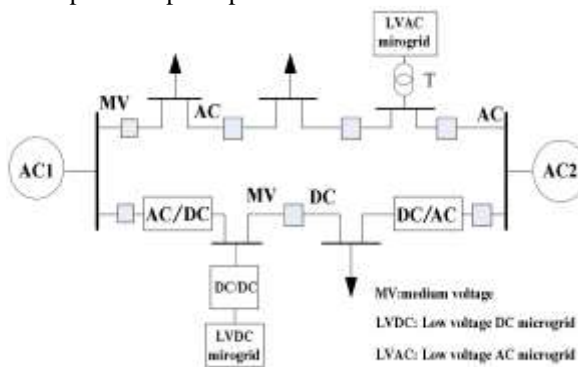 LVAC
mirogrid
T
MV
AC
AC
AC1
AC2
MV
DC
AC/DC
DC/AC
DC/DC
LVDC
mirogrid
MV:medium voltage
LVDC: Low voltage DC microgrid
LVAC: Low voltage AC microgrid